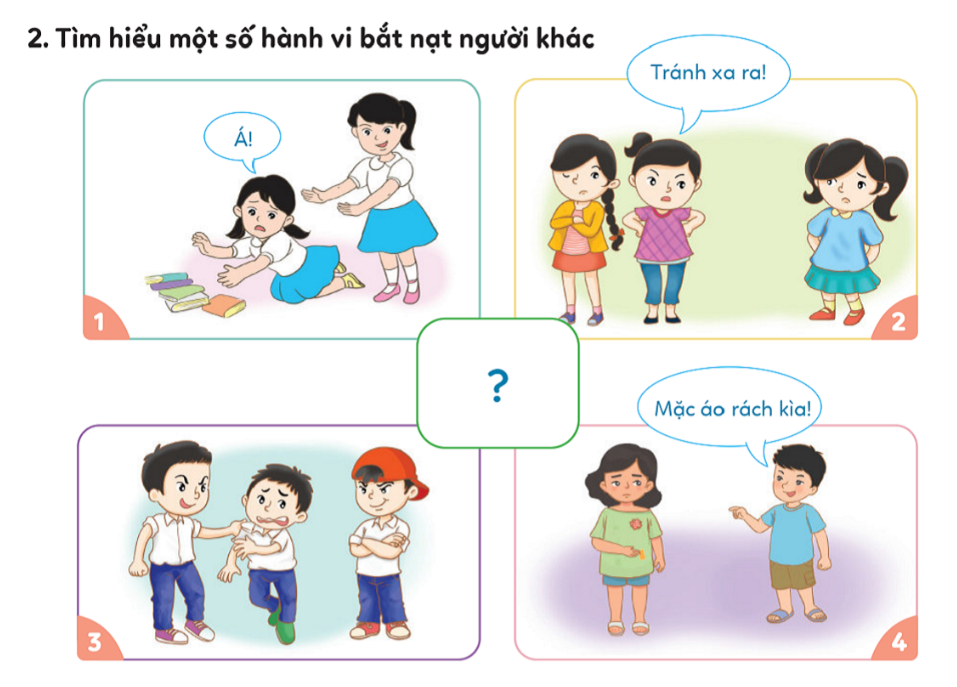 2. Tìm hiểu một số hành vi bắt nạt người khác
Tránh xa ra!
Á!
1
2
?
Mặc áo rách kìa!
3
4